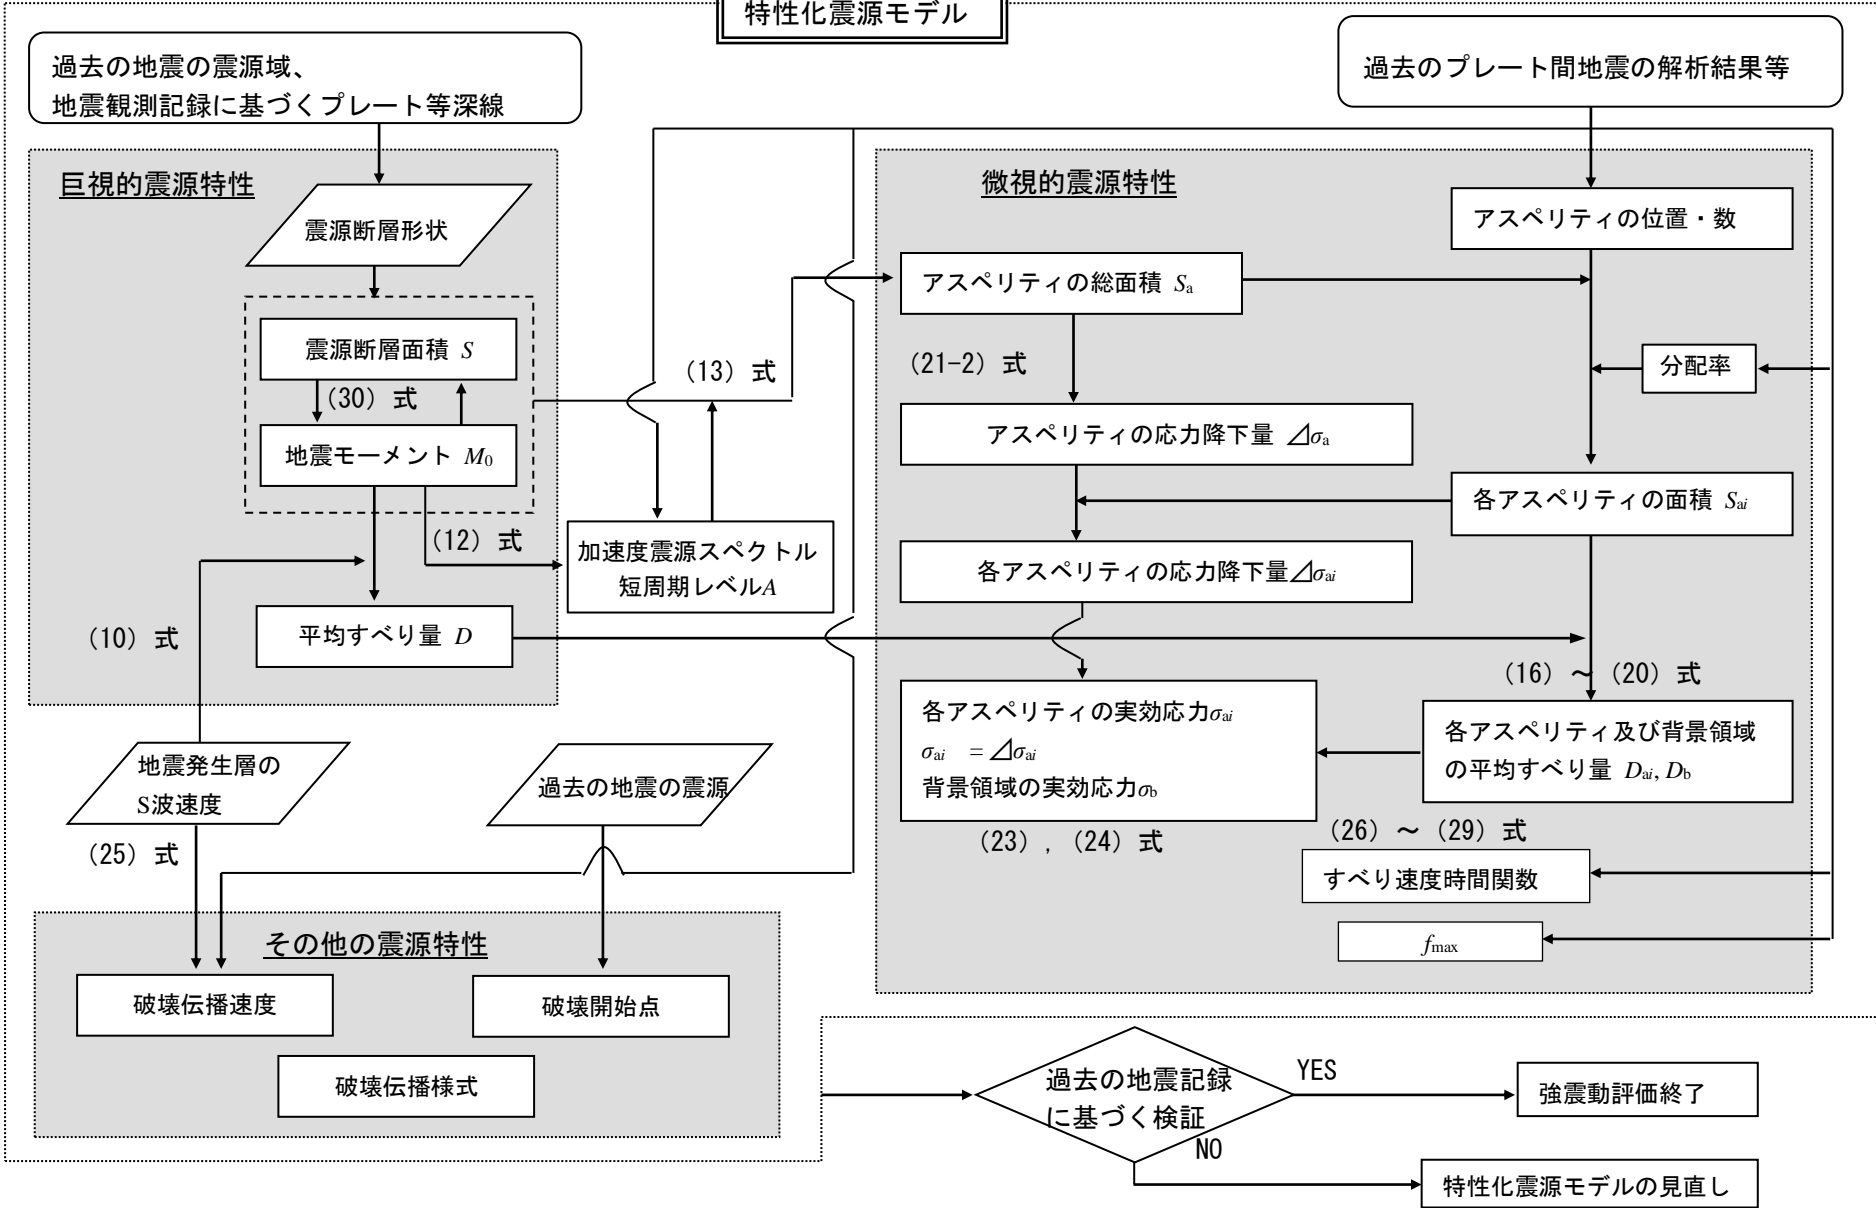 特性化震源モデル
過去の地震の震源域、
地震観測記録に基づくプレート等深線
過去のプレート間地震の解析結果等
巨視的震源特性
震源断層形状
震源断層面積 S
(30) 式
地震モーメント M0
(12) 式
(13) 式
加速度震源スペクトル
短周期レベルA
(10) 式
平均すべり量 D
微視的震源特性
アスペリティの位置・数
アスペリティの総面積 Sa
(21-2) 式
分配率
アスペリティの応力降下量 ⊿σa
各アスペリティの面積 Sai
各アスペリティの応力降下量⊿σai
(16) ~ (20) 式
各アスペリティの実効応力σai
σai = ⊿σai
背景領域の実効応力σb
各アスペリティ及び背景領域
の平均すべり量 Dai, Db
(23) , (24) 式
(26) ~ (29) 式
すべり速度時間関数
fmax
地震発生層の
S波速度
過去の地震の震源
(25) 式
その他の震源特性
破壊伝播速度
破壊開始点
破壊伝播様式
過去の地震記録
に基づく検証
YES
強震動評価終了
NO
特性化震源モデルの見直し